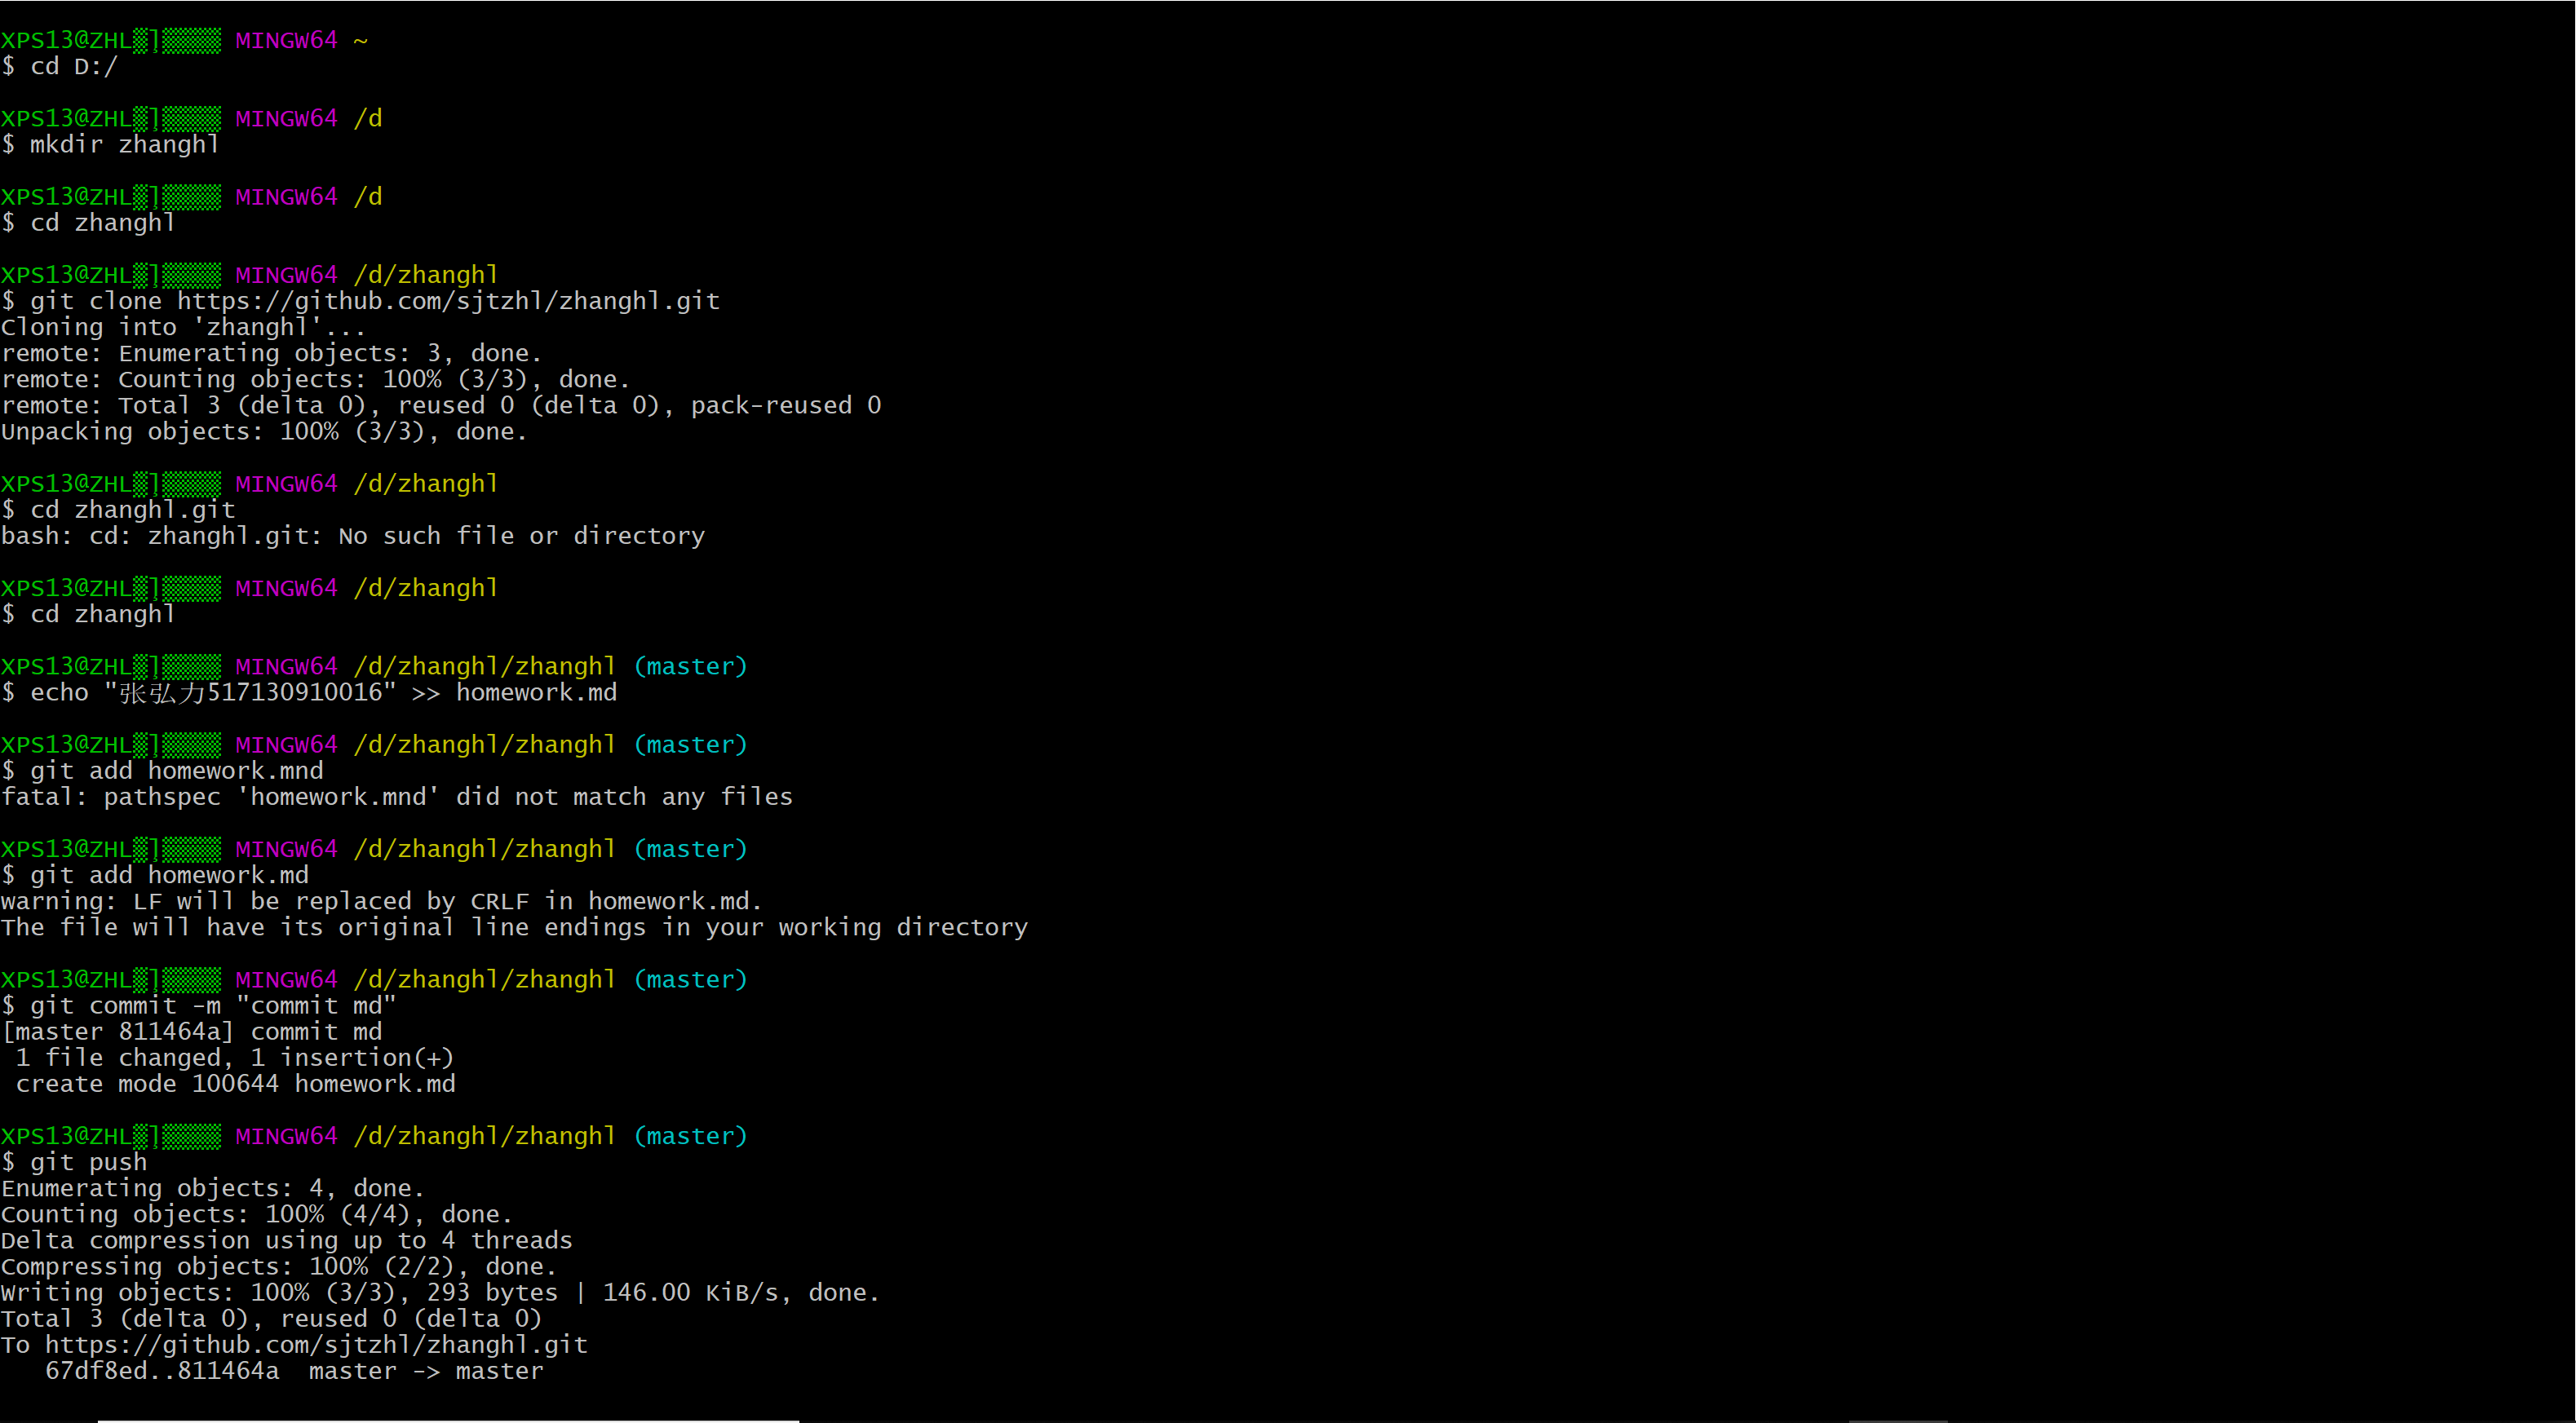 XPS13@ZHL▒]▒▒▒▒ MINGW64 ~
$ cd D:/
XPS13@ZHL▒]▒▒▒▒ MINGW64 /d
$ mkdir zhanghl
XPS13@ZHL▒]▒▒▒▒ MINGW64 /d
$ cd zhanghl
XPS13@ZHL▒]▒▒▒▒ MINGW64 /d/zhanghl
$ git clone https://github.com/sjtzhl/zhanghl.git
Cloning into 'zhanghl'...
remote: Enumerating objects: 3, done.
remote: Counting objects: 100% (3/3), done.
remote: Total 3 (delta 0), reused 0 (delta 0), pack-reused 0
Unpacking objects: 100% (3/3), done.
XPS13@ZHL▒]▒▒▒▒ MINGW64 /d/zhanghl
$ cd zhanghl.git
bash: cd: zhanghl.git: No such file or directory
XPS13@ZHL▒]▒▒▒▒ MINGW64 /d/zhanghl
$ cd zhanghl
XPS13@ZHL▒]▒▒▒▒ MINGW64 /d/zhanghl/zhanghl (master)
$ echo "张弘力517130910016" >> homework.md
XPS13@ZHL▒]▒▒▒▒ MINGW64 /d/zhanghl/zhanghl (master)
$ git add homework.mnd
fatal: pathspec 'homework.mnd' did not match any files
XPS13@ZHL▒]▒▒▒▒ MINGW64 /d/zhanghl/zhanghl (master)
$ git add homework.md
warning: LF will be replaced by CRLF in homework.md.
The file will have its original line endings in your working directory
XPS13@ZHL▒]▒▒▒▒ MINGW64 /d/zhanghl/zhanghl (master)
$ git commit -m "commit md"
[master 811464a] commit md
1 file changed, 1 insertion(+)
create mode 100644 homework.md
XPS13@ZHL▒]▒▒▒▒ MINGW64 /d/zhanghl/zhanghl (master)
$ git push
Enumerating objects: 4, done.
Counting objects: 100% (4/4), done.
Delta compression using up to 4 threads
Compressing objects: 100% (2/2), done.
Writing objects: 100% (3/3), 293 bytes | 146.00 KiB/s, done.
Total 3 (delta 0), reused 0 (delta 0)
To https://github.com/sjtzhl/zhanghl.git
67df8ed..811464a  master -> master